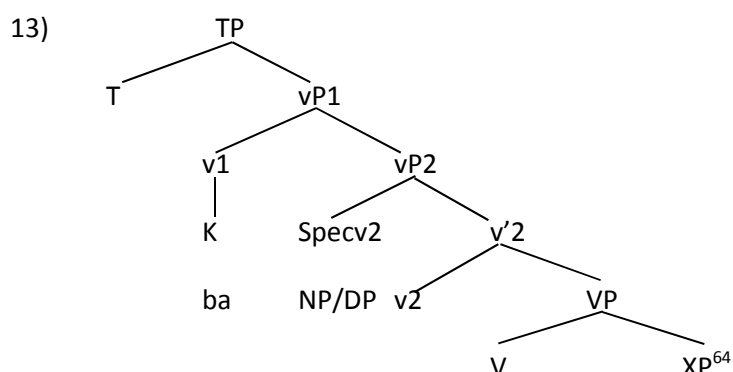 13) TP
T vP1
v1 vP2
K Specv2 v’2
ba NP/DP v2 VP
V XP⁶⁴